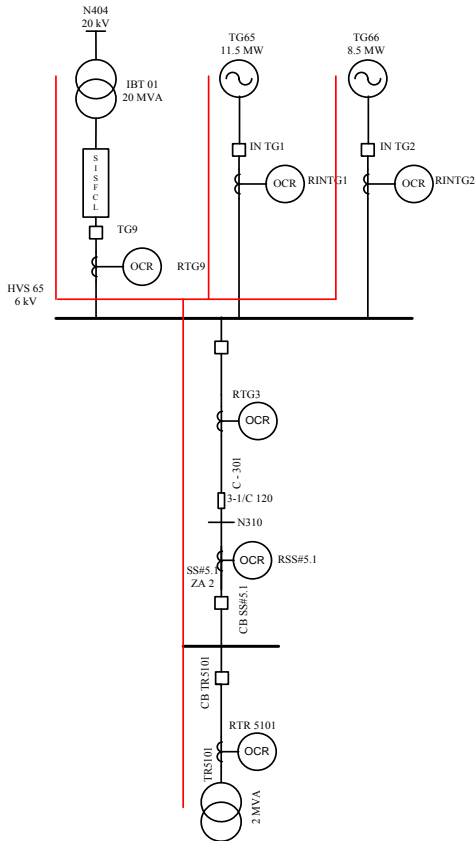 N404
20 kV
IBT 01
20 MVA
SISFCL
TG9
OCR
RTG9
TG65
11.5 MW
IN TG1
OCR
RINTG1
TG66
8.5 MW
IN TG2
OCR
RINTG2
HVS 65
6 kV
RTG3
OCR
C - 301
3-1/C 120
N310
OCR
RSS#5.1
SS#5.1
ZA 2
CB SS#5.1
CB TR5101
RTR 5101
OCR
TR5101
2 MVA